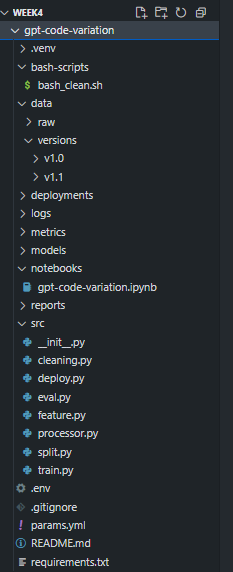 WEEK4
gpt-code-variation
.venv
bash-scripts
$ bash_clean.sh
data
raw
versions
v1.0
v1.1
deployments
logs
metrics
models
notebooks
gpt-code-variation.ipynb
reports
src
__init__.py
cleaning.py
deploy.py
eval.py
feature.py
processor.py
split.py
train.py
.env
.gitignore
! params.yml
README.md
requirements.txt